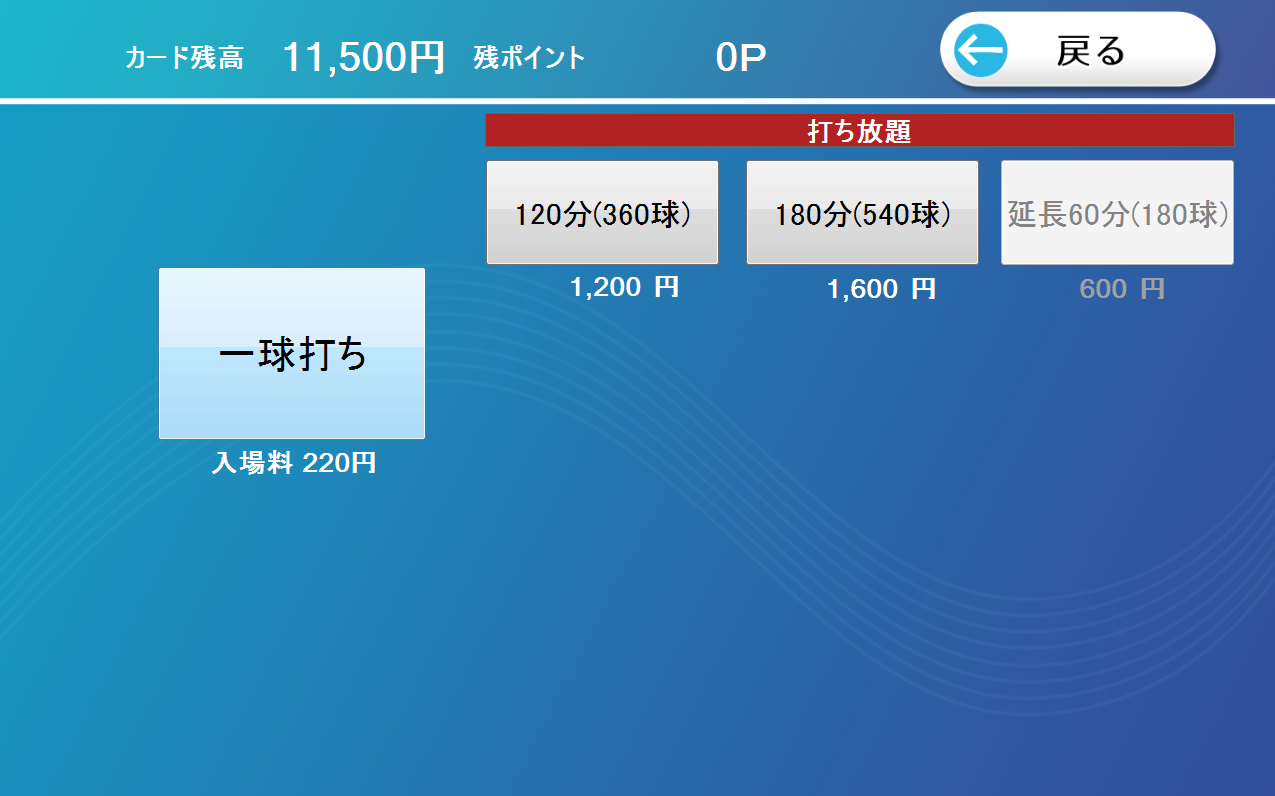 カード残高 11,500円 残ポイント 0P 戻る
打ち放題
120分(360球) 180分(540球) 延長60分(180球)
1,200 円 1,600 円 600 円
一球打ち
入場料 220円